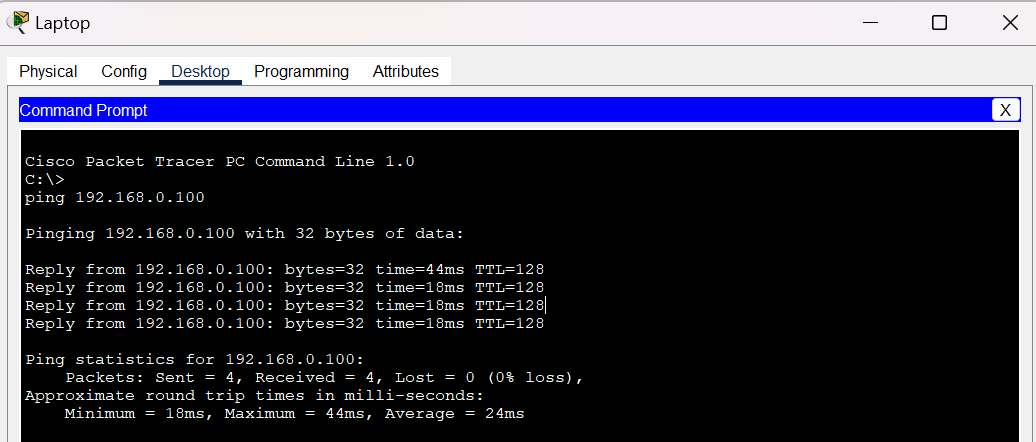 Laptop
Physical Config Desktop Programming Attributes
Command Prompt X
Cisco Packet Tracer PC Command Line 1.0
C:\>
ping 192.168.0.100
Pinging 192.168.0.100 with 32 bytes of data:
Reply from 192.168.0.100: bytes=32 time=44ms TTL=128
Reply from 192.168.0.100: bytes=32 time=18ms TTL=128
Reply from 192.168.0.100: bytes=32 time=18ms TTL=128
Reply from 192.168.0.100: bytes=32 time=18ms TTL=128
Ping statistics for 192.168.0.100:
Packets: Sent = 4, Received = 4, Lost = 0 (0% loss),
Approximate round trip times in milli-seconds:
Minimum = 18ms, Maximum = 44ms, Average = 24ms